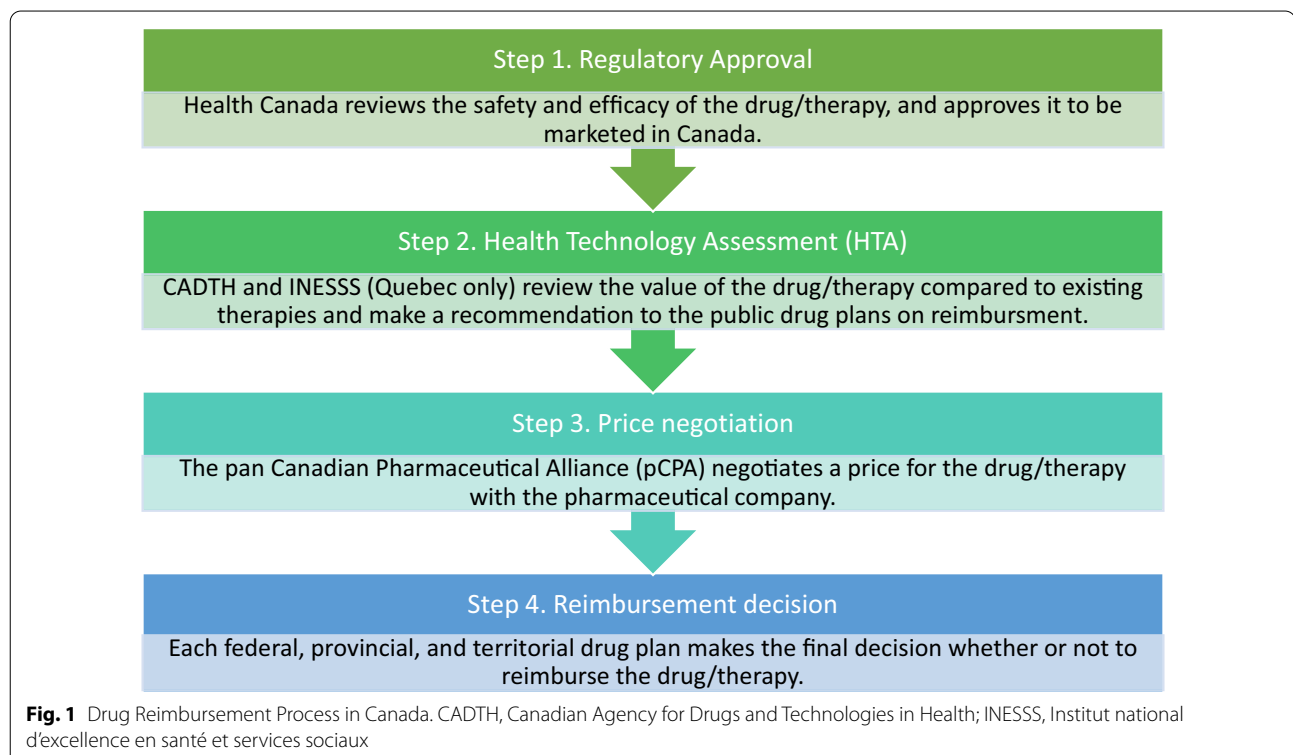 Step 1. Regulatory Approval
Health Canada reviews the safety and efficacy of the drug/therapy, and approves it to be
marketed in Canada.
Step 2. Health Technology Assessment (HTA)
CADTH and INESSS (Quebec only) review the value of the drug/therapy compared to existing
therapies and make a recommendation to the public drug plans on reimbursment.
Step 3. Price negotiation
The pan Canadian Pharmaceutical Alliance (pCPA) negotiates a price for the drug/therapy
with the pharmaceutical company.
Step 4. Reimbursement decision
Each federal, provincial, and territorial drug plan makes the final decision whether or not to
reimburse the drug/therapy.
Fig. 1 Drug Reimbursement Process in Canada. CADTH, Canadian Agency for Drugs and Technologies in Health; INESSS, Institut national
d'excellence en santé et services sociaux